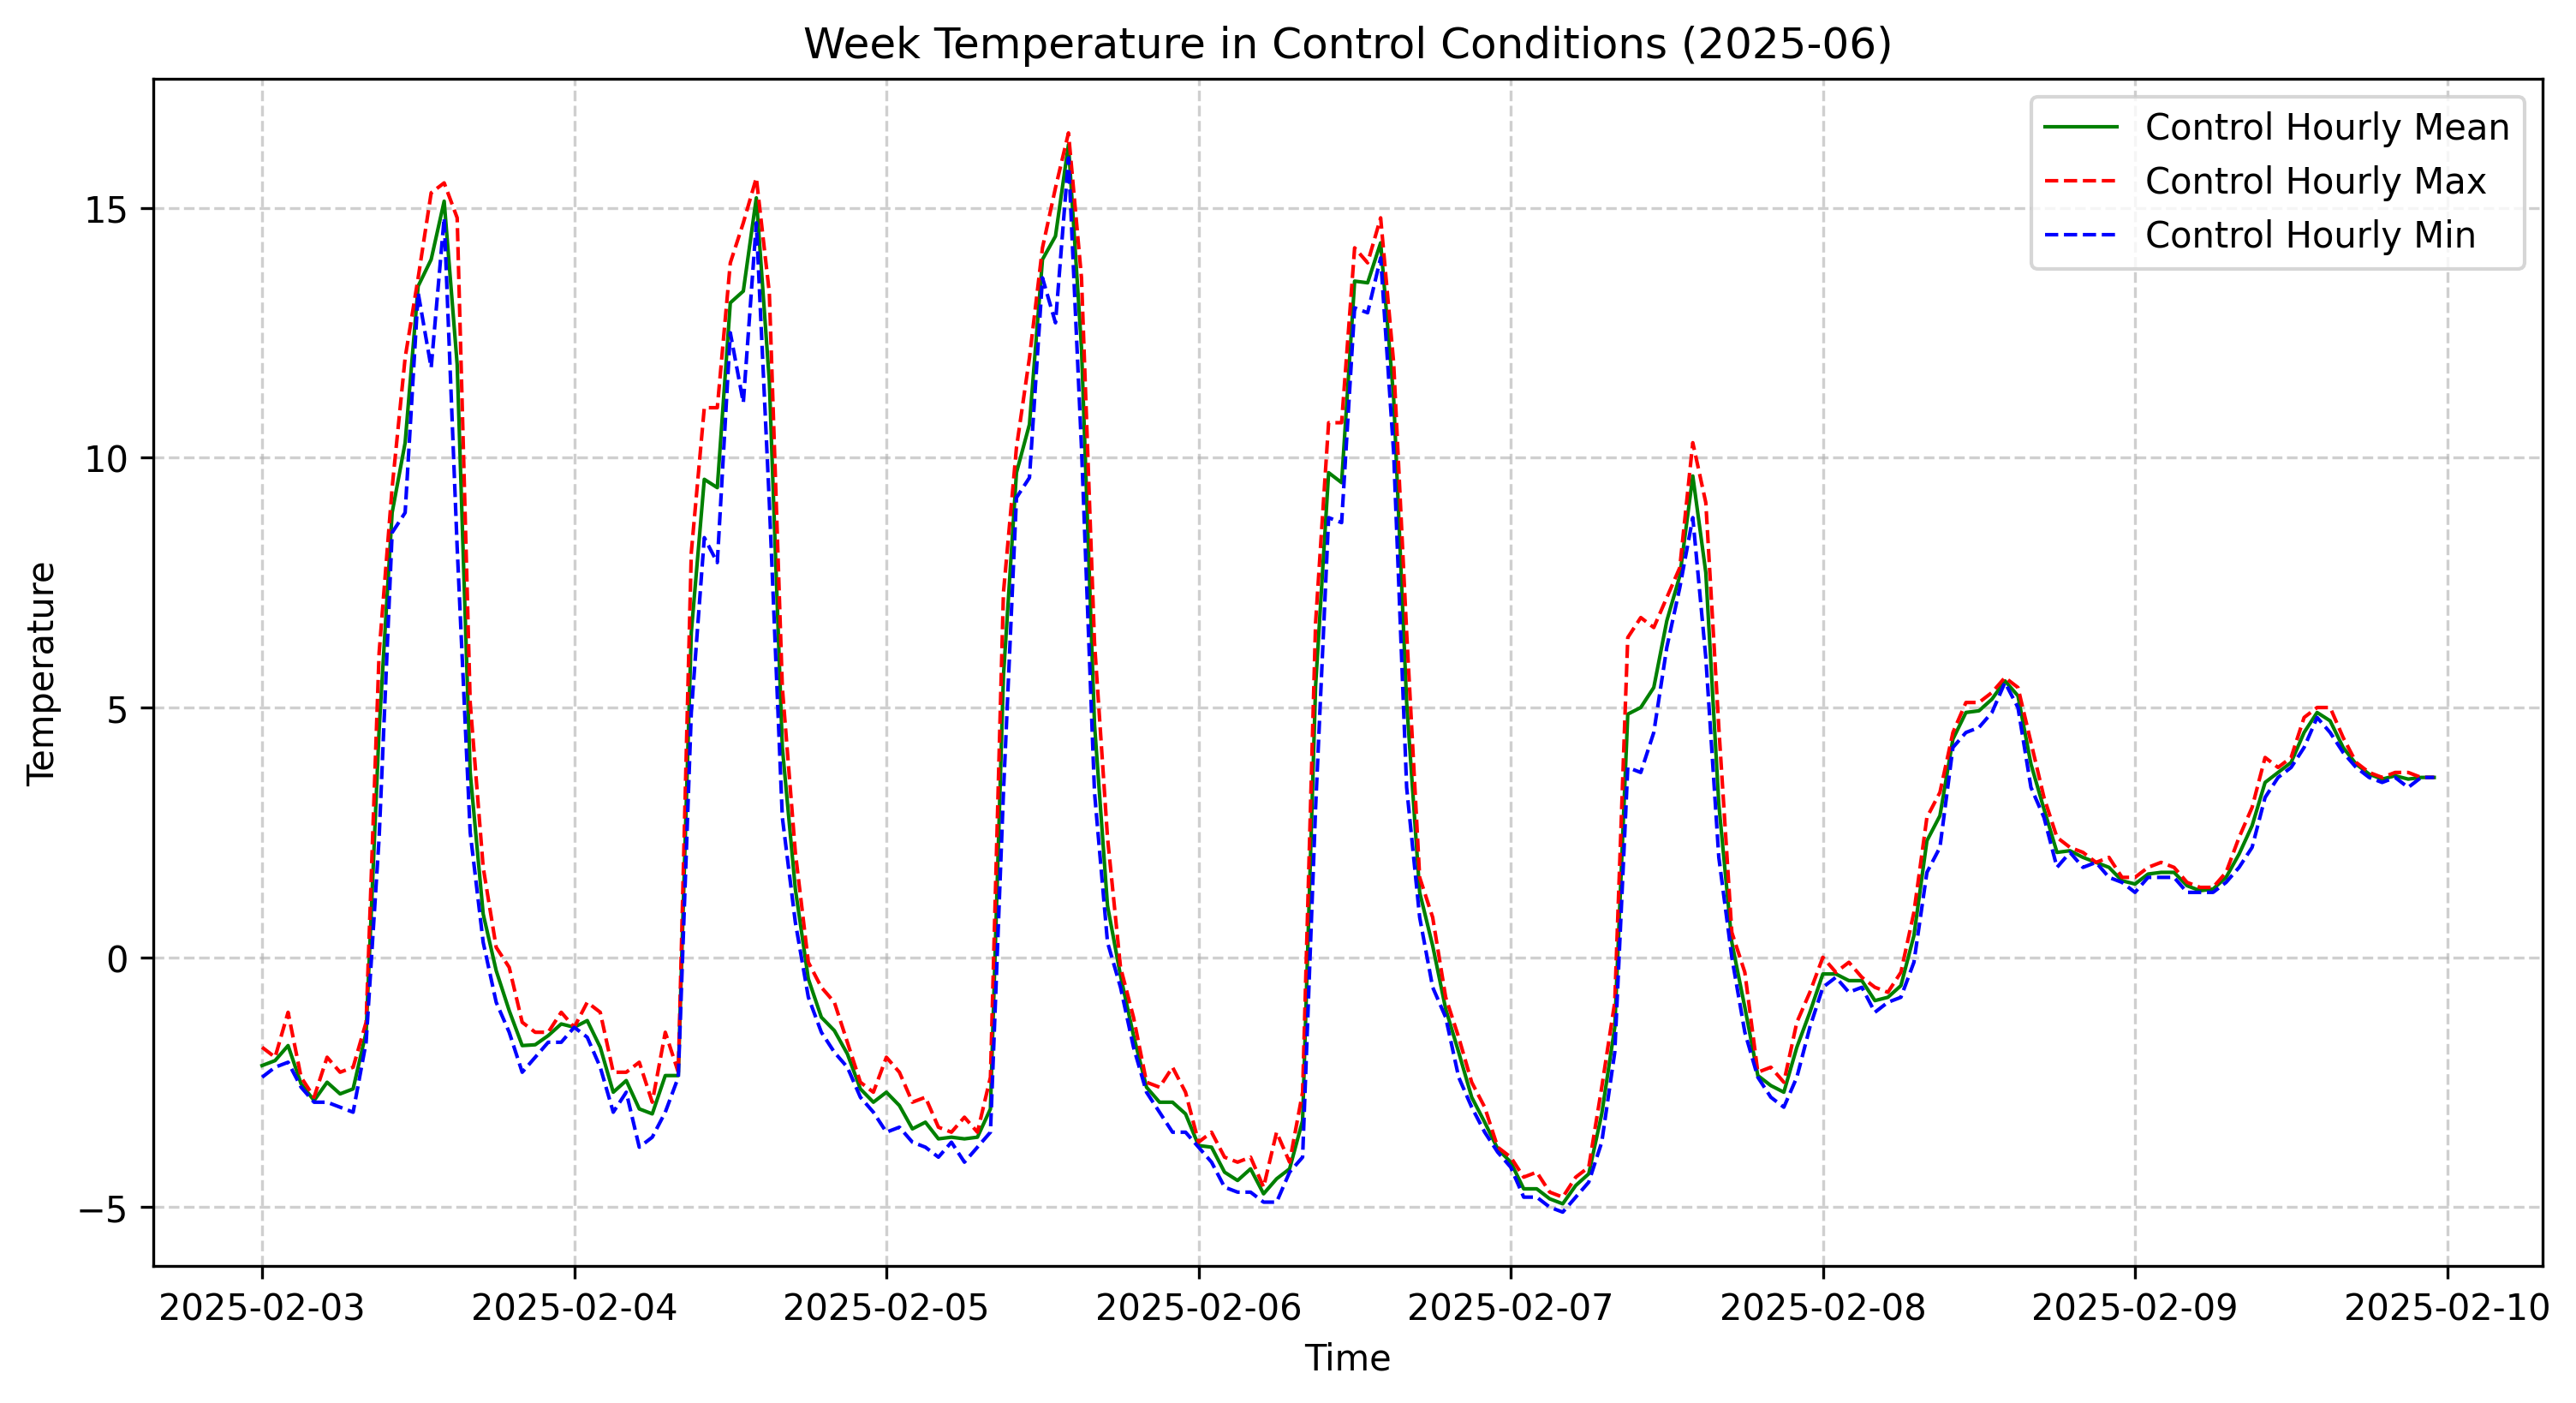 Week Temperature in Control Conditions (2025-06)
Control Hourly Mean
Control Hourly Max
Control Hourly Min
Temperature
15
10
5
0
−5
2025-02-03
2025-02-04
2025-02-05
2025-02-06
2025-02-07
2025-02-08
2025-02-09
2025-02-10
Time